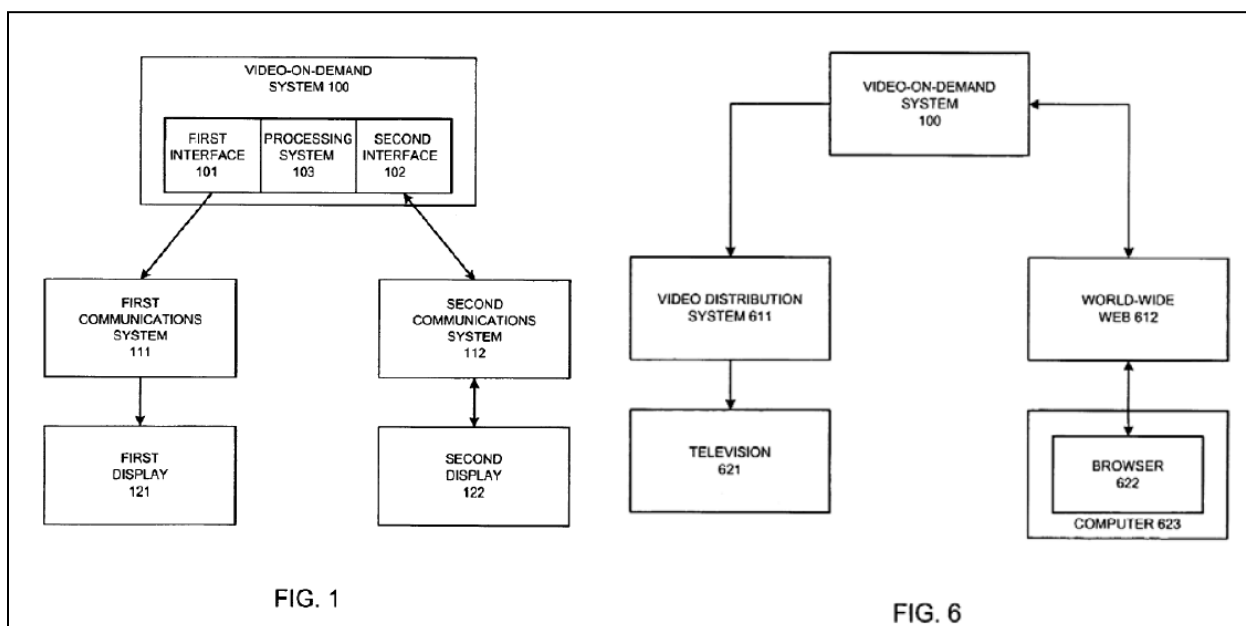 VIDEO-ON-DEMAND
SYSTEM 100
FIRST
INTERFACE
101
PROCESSING
SYSTEM
103
SECOND
INTERFACE
102
FIRST
COMMUNICATIONS
SYSTEM
111
SECOND
COMMUNICATIONS
SYSTEM
112
FIRST
DISPLAY
121
SECOND
DISPLAY
122
FIG. 1
VIDEO-ON-DEMAND
SYSTEM
100
VIDEO DISTRIBUTION
SYSTEM 611
WORLD-WIDE
WEB 612
TELEVISION
621
BROWSER
622
COMPUTER 623
FIG. 6